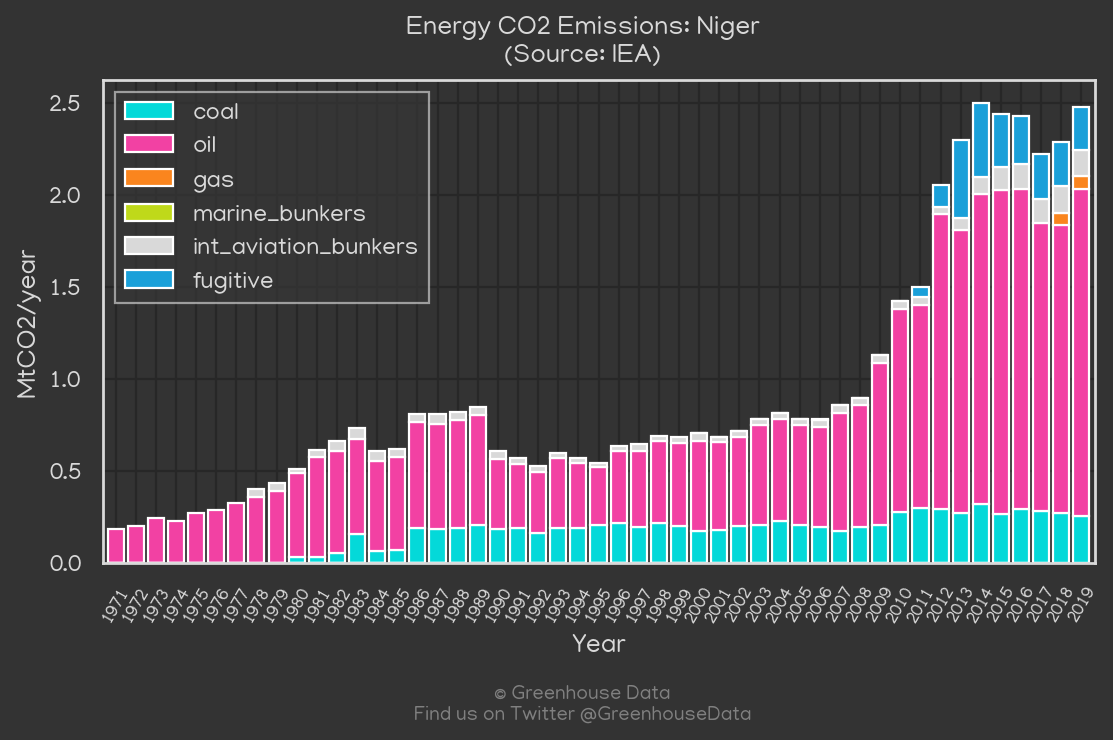 Energy CO2 Emissions: Niger
(Source: IEA)
MtCO2/year
2.5
2.0
1.5
1.0
0.5
0.0
coal
oil
gas
marine_bunkers
int_aviation_bunkers
fugitive
1971 1972 1973 1974 1975 1976 1977 1978 1979 1980 1981 1982 1983 1984 1985 1986 1987 1988 1989 1990 1991 1992 1993 1994 1995 1996 1997 1998 1999 2000 2001 2002 2003 2004 2005 2006 2007 2008 2009 2010 2011 2012 2013 2014 2015 2016 2017 2018 2019
Year
© Greenhouse Data
Find us on Twitter @GreenhouseData